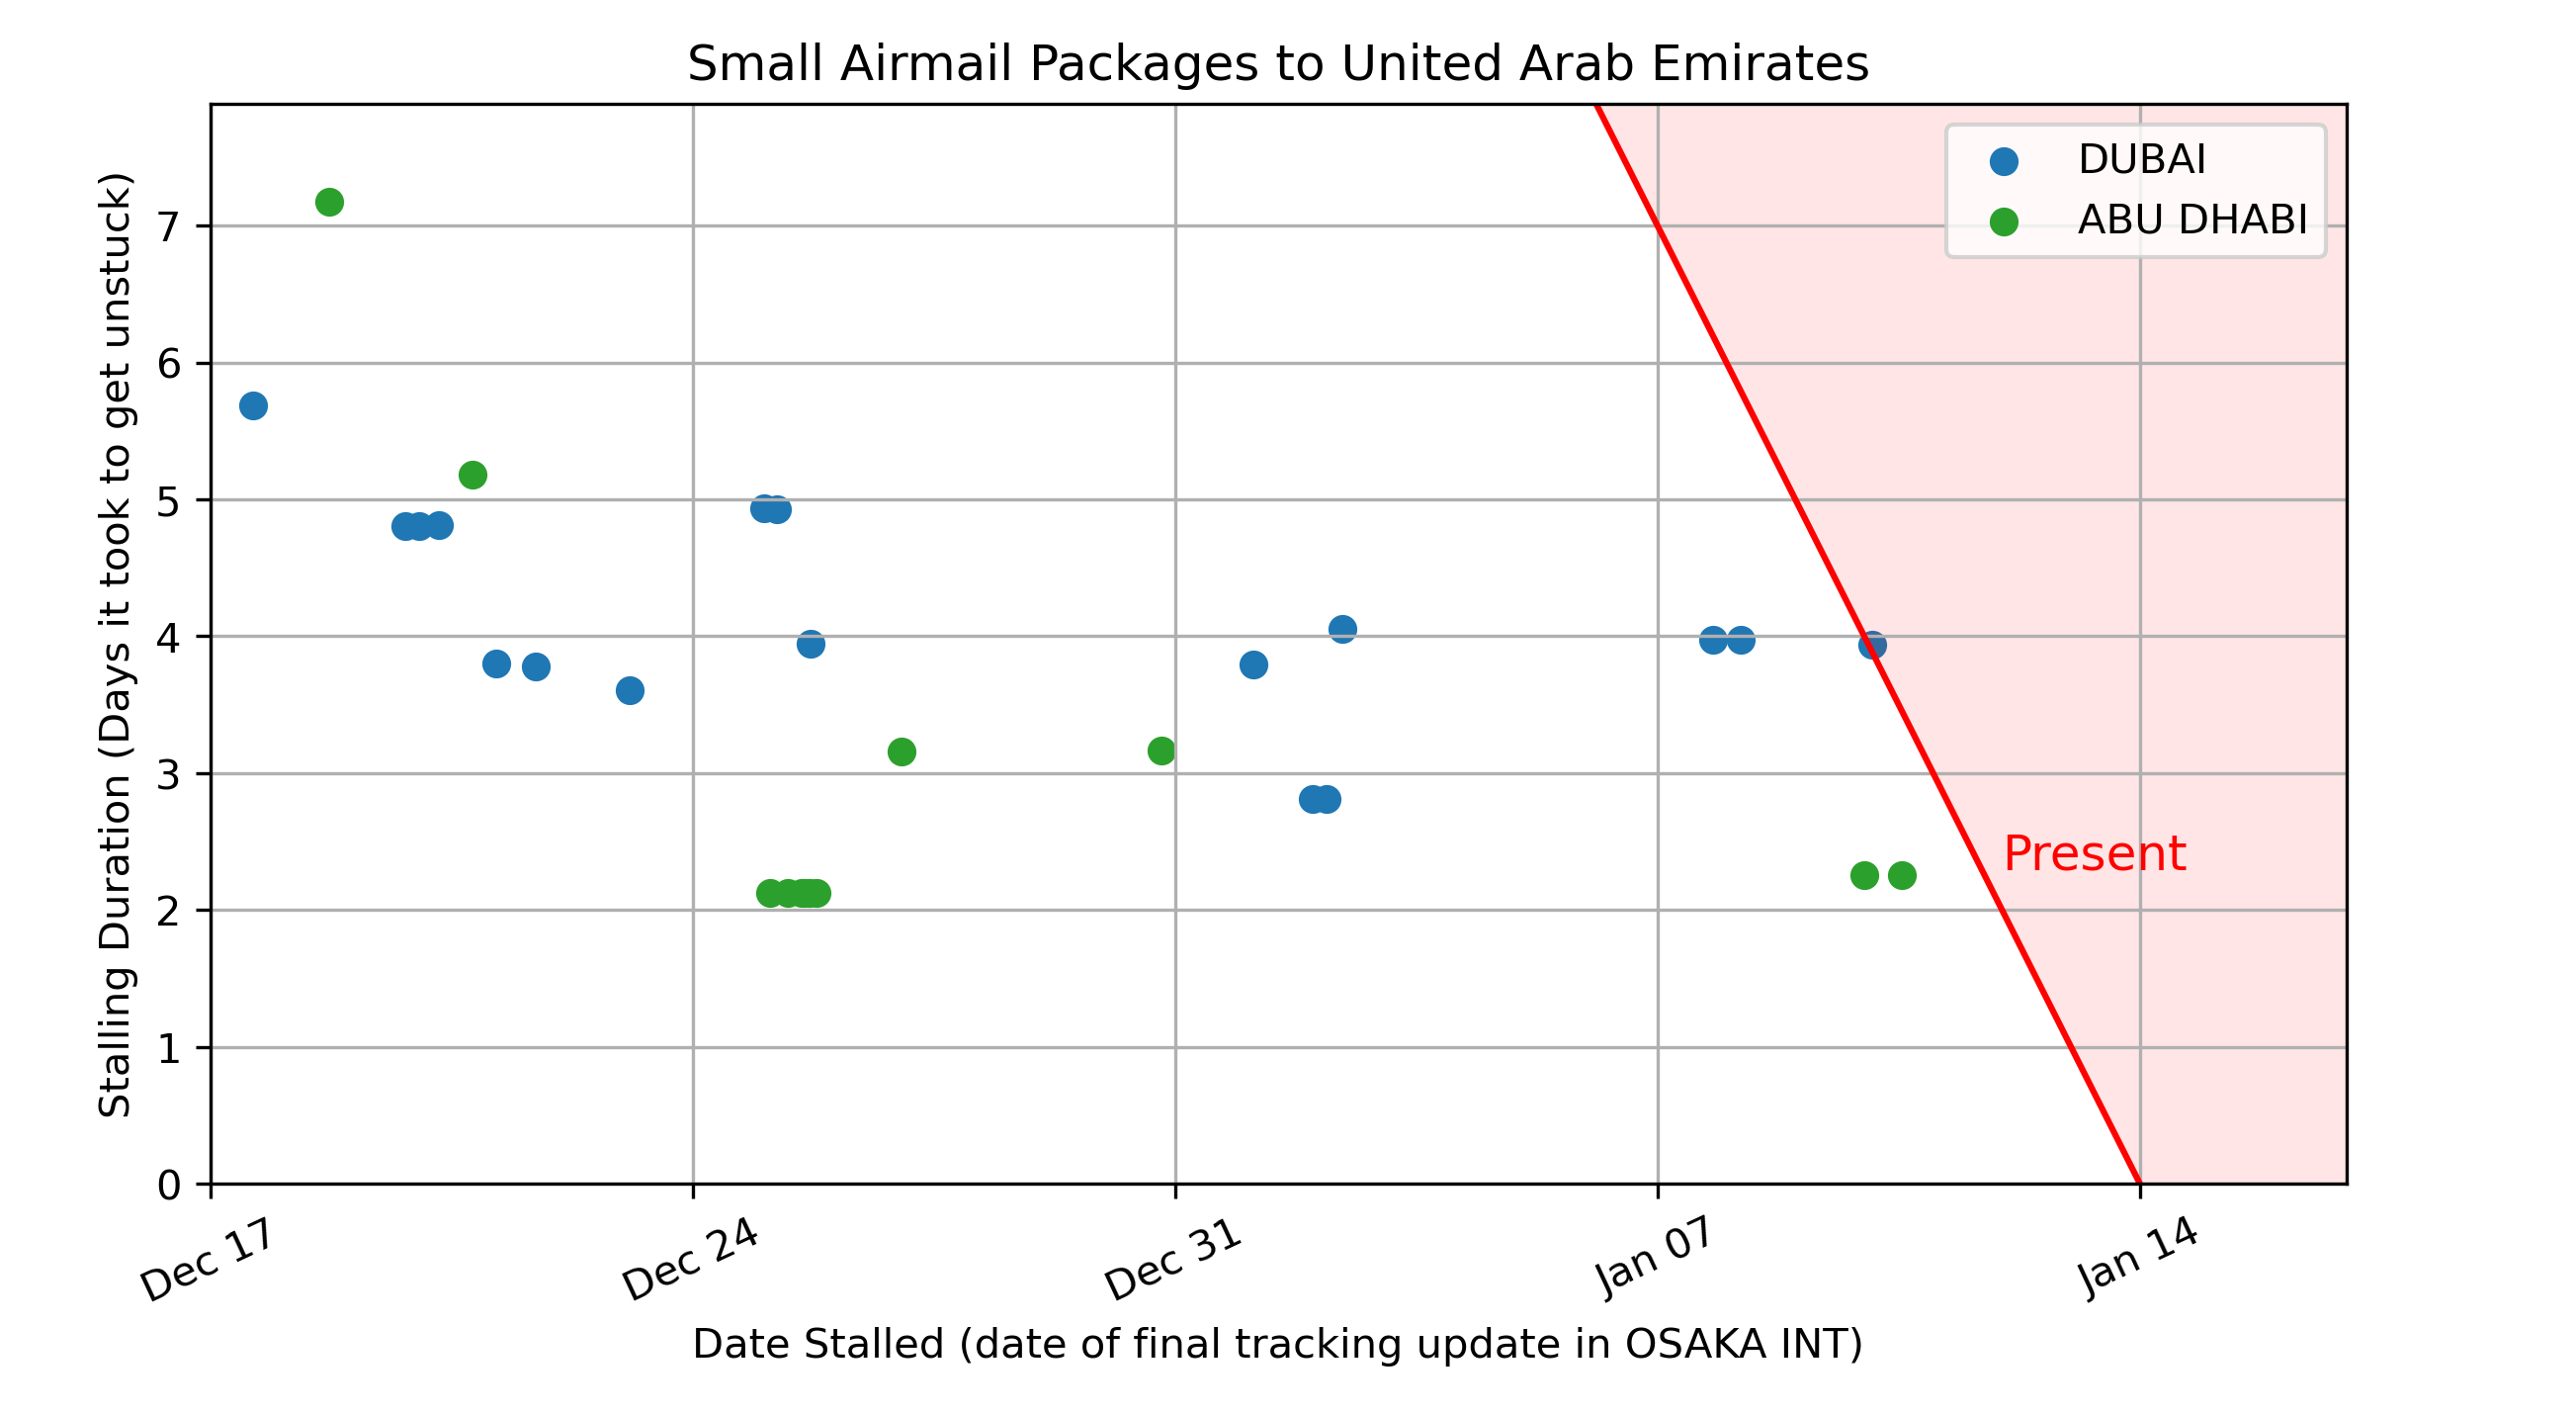 Small Airmail Packages to United Arab Emirates
DUBAI
ABU DHABI
Stalling Duration (Days it took to get unstuck)
7
6
5
4
3
2
1
0
Present
Dec 17
Dec 24
Dec 31
Jan 07
Jan 14
Date Stalled (date of final tracking update in OSAKA INT)